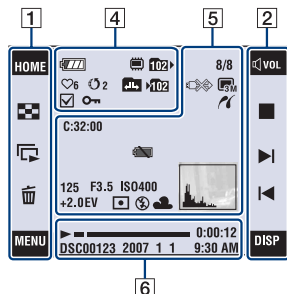 1 4 5 2
HOME 102 8/8 VOL
3M
6 2 102
C:32:00
125 F3.5 ISO400
+2.0EV
MENU 0:00:12 DISP
DSC00123 2007 1 1 9:30 AM
6